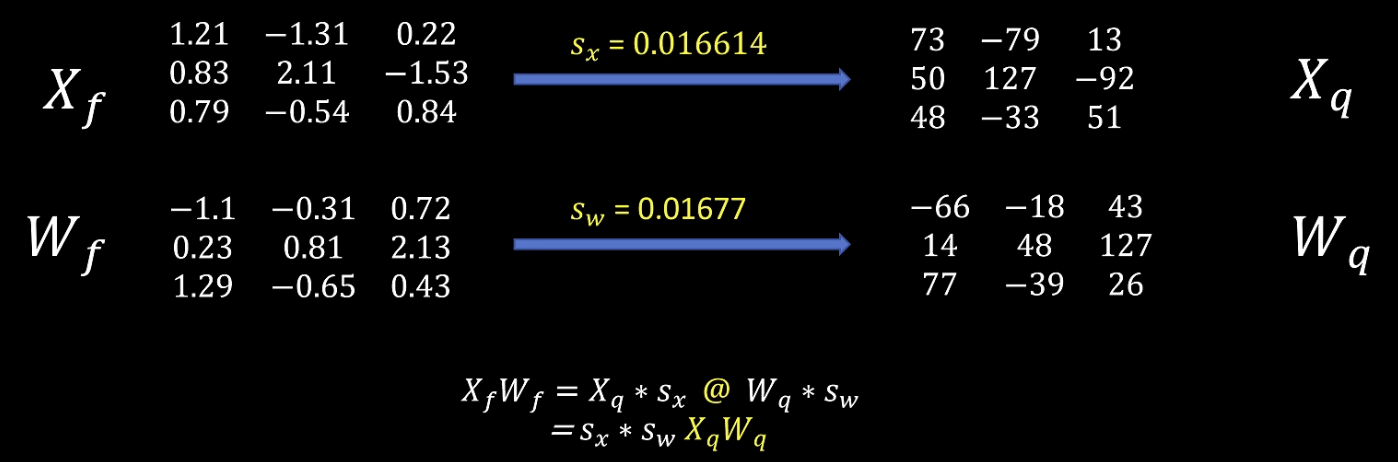 1.21 −1.31 0.22 73 −79 13
X_f 0.83 2.11 −1.53 s_x = 0.016614 50 127 −92 X_q
0.79 −0.54 0.84 48 −33 51
−1.1 −0.31 0.72 −66 −18 43
W_f 0.23 0.81 2.13 s_w = 0.01677 14 48 127 W_q
1.29 −0.65 0.43 77 −39 26
X_f W_f = X_q * s_x @ W_q * s_w
= s_x * s_w X_q W_q